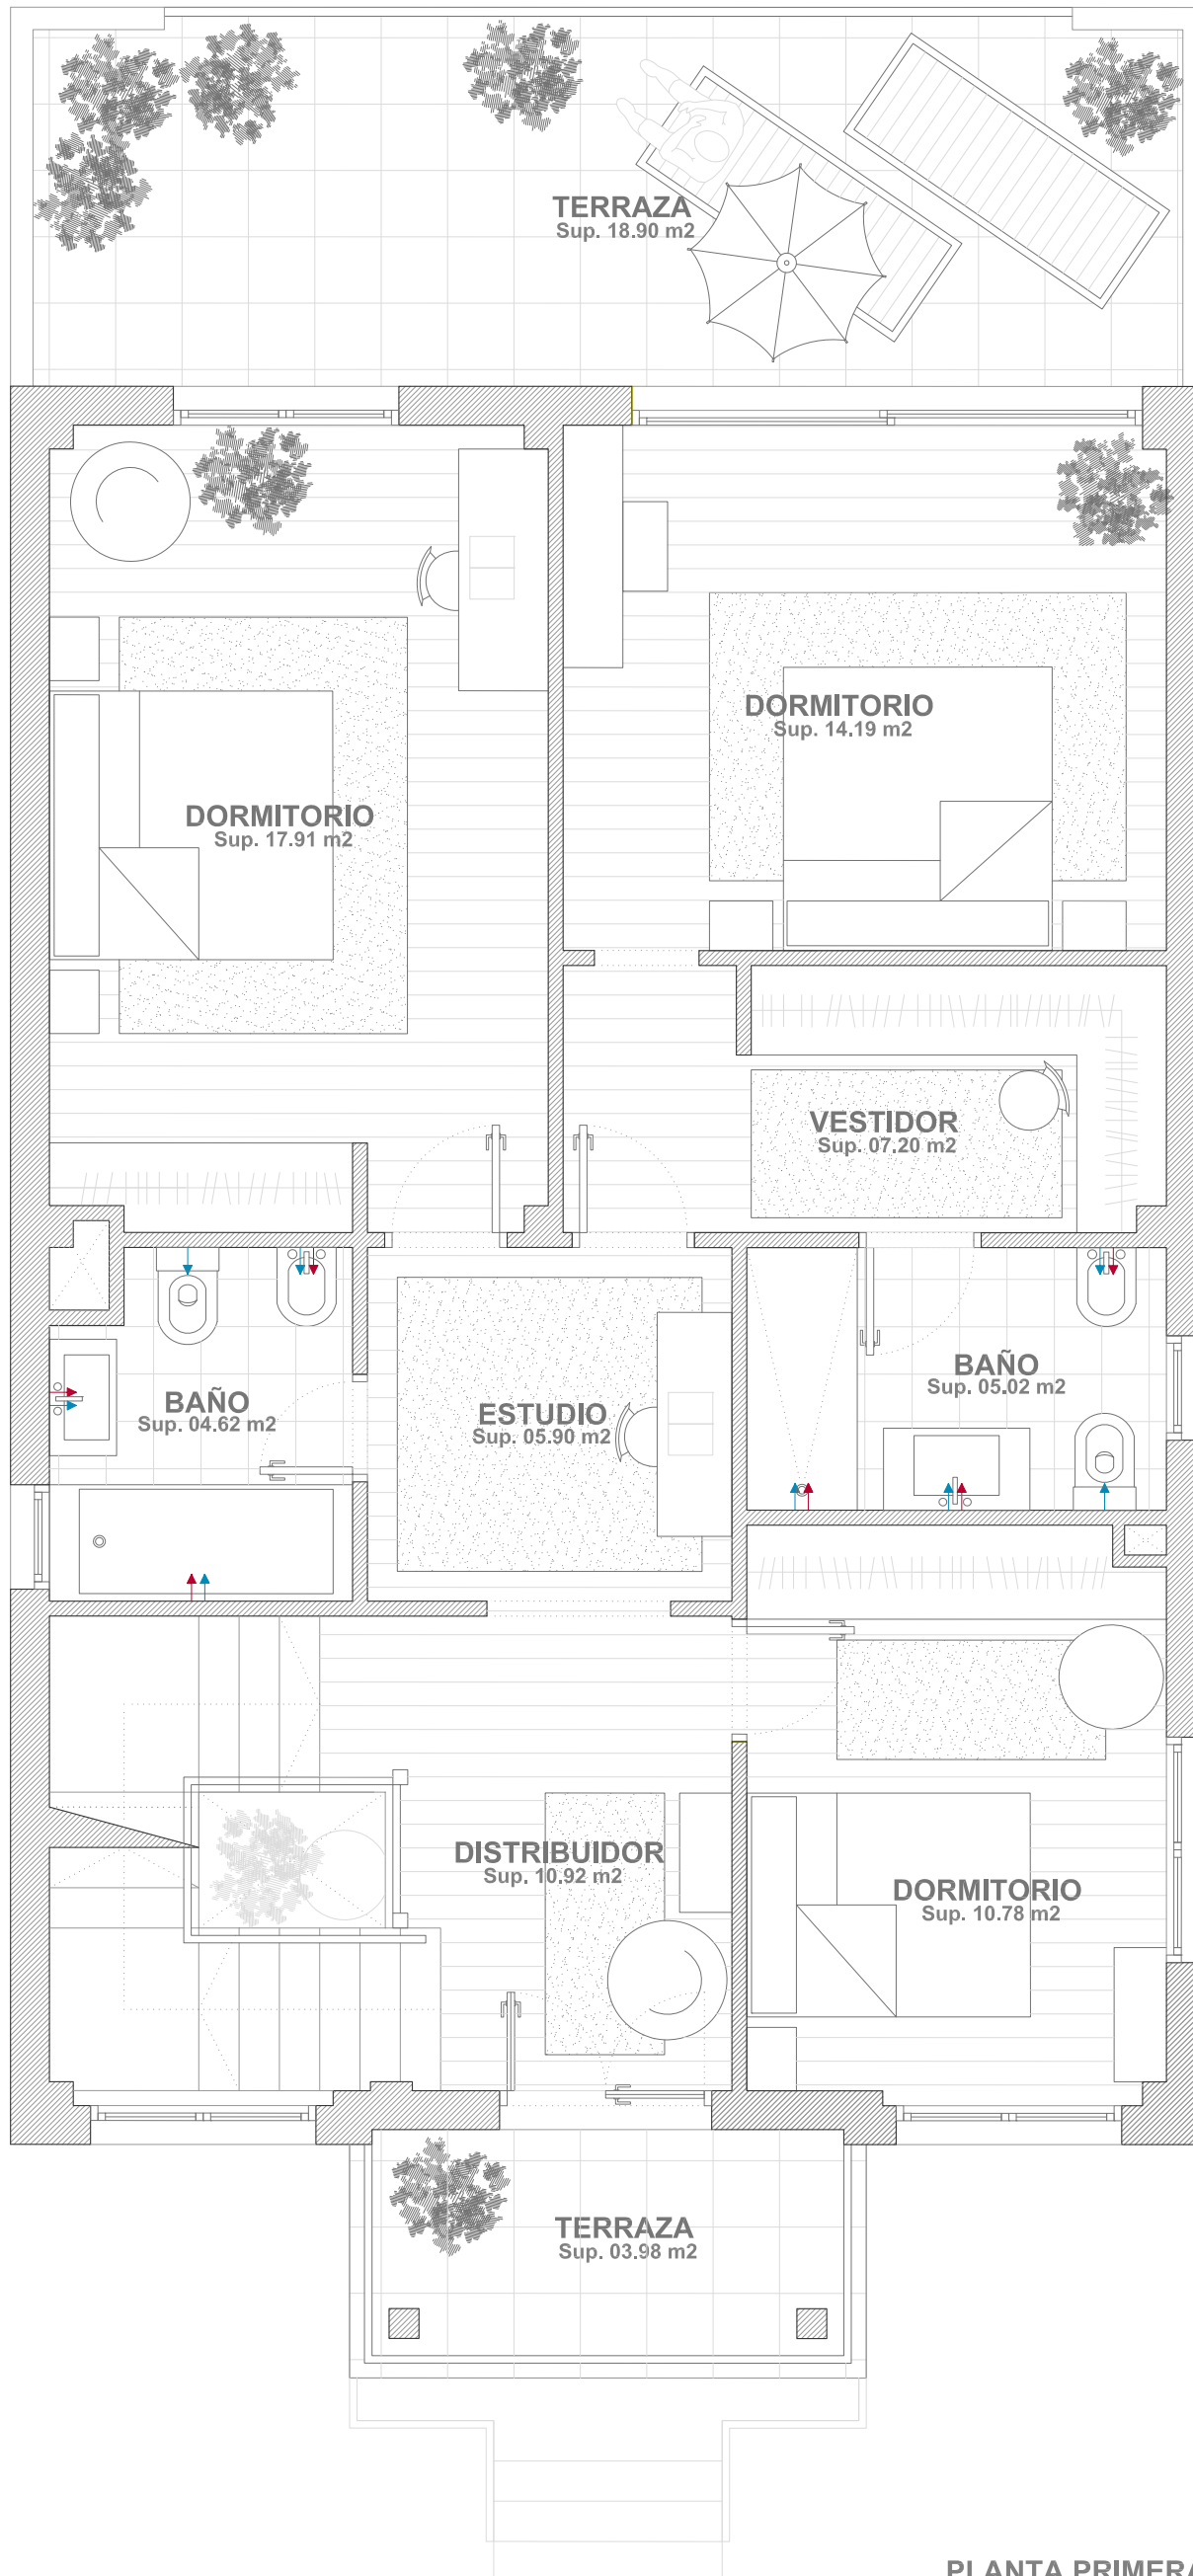 TERRAZA
Sup. 18.90 m2
DORMITORIO
Sup. 14.19 m2
DORMITORIO
Sup. 17.91 m2
VESTIDOR
Sup. 07.20 m2
BAÑO
Sup. 05.02 m2
BAÑO
Sup. 04.62 m2
ESTUDIO
Sup. 05.90 m2
DISTRIBUIDOR
Sup. 10.92 m2
DORMITORIO
Sup. 10.78 m2
TERRAZA
Sup. 03.98 m2
PLANTA PRIMERA